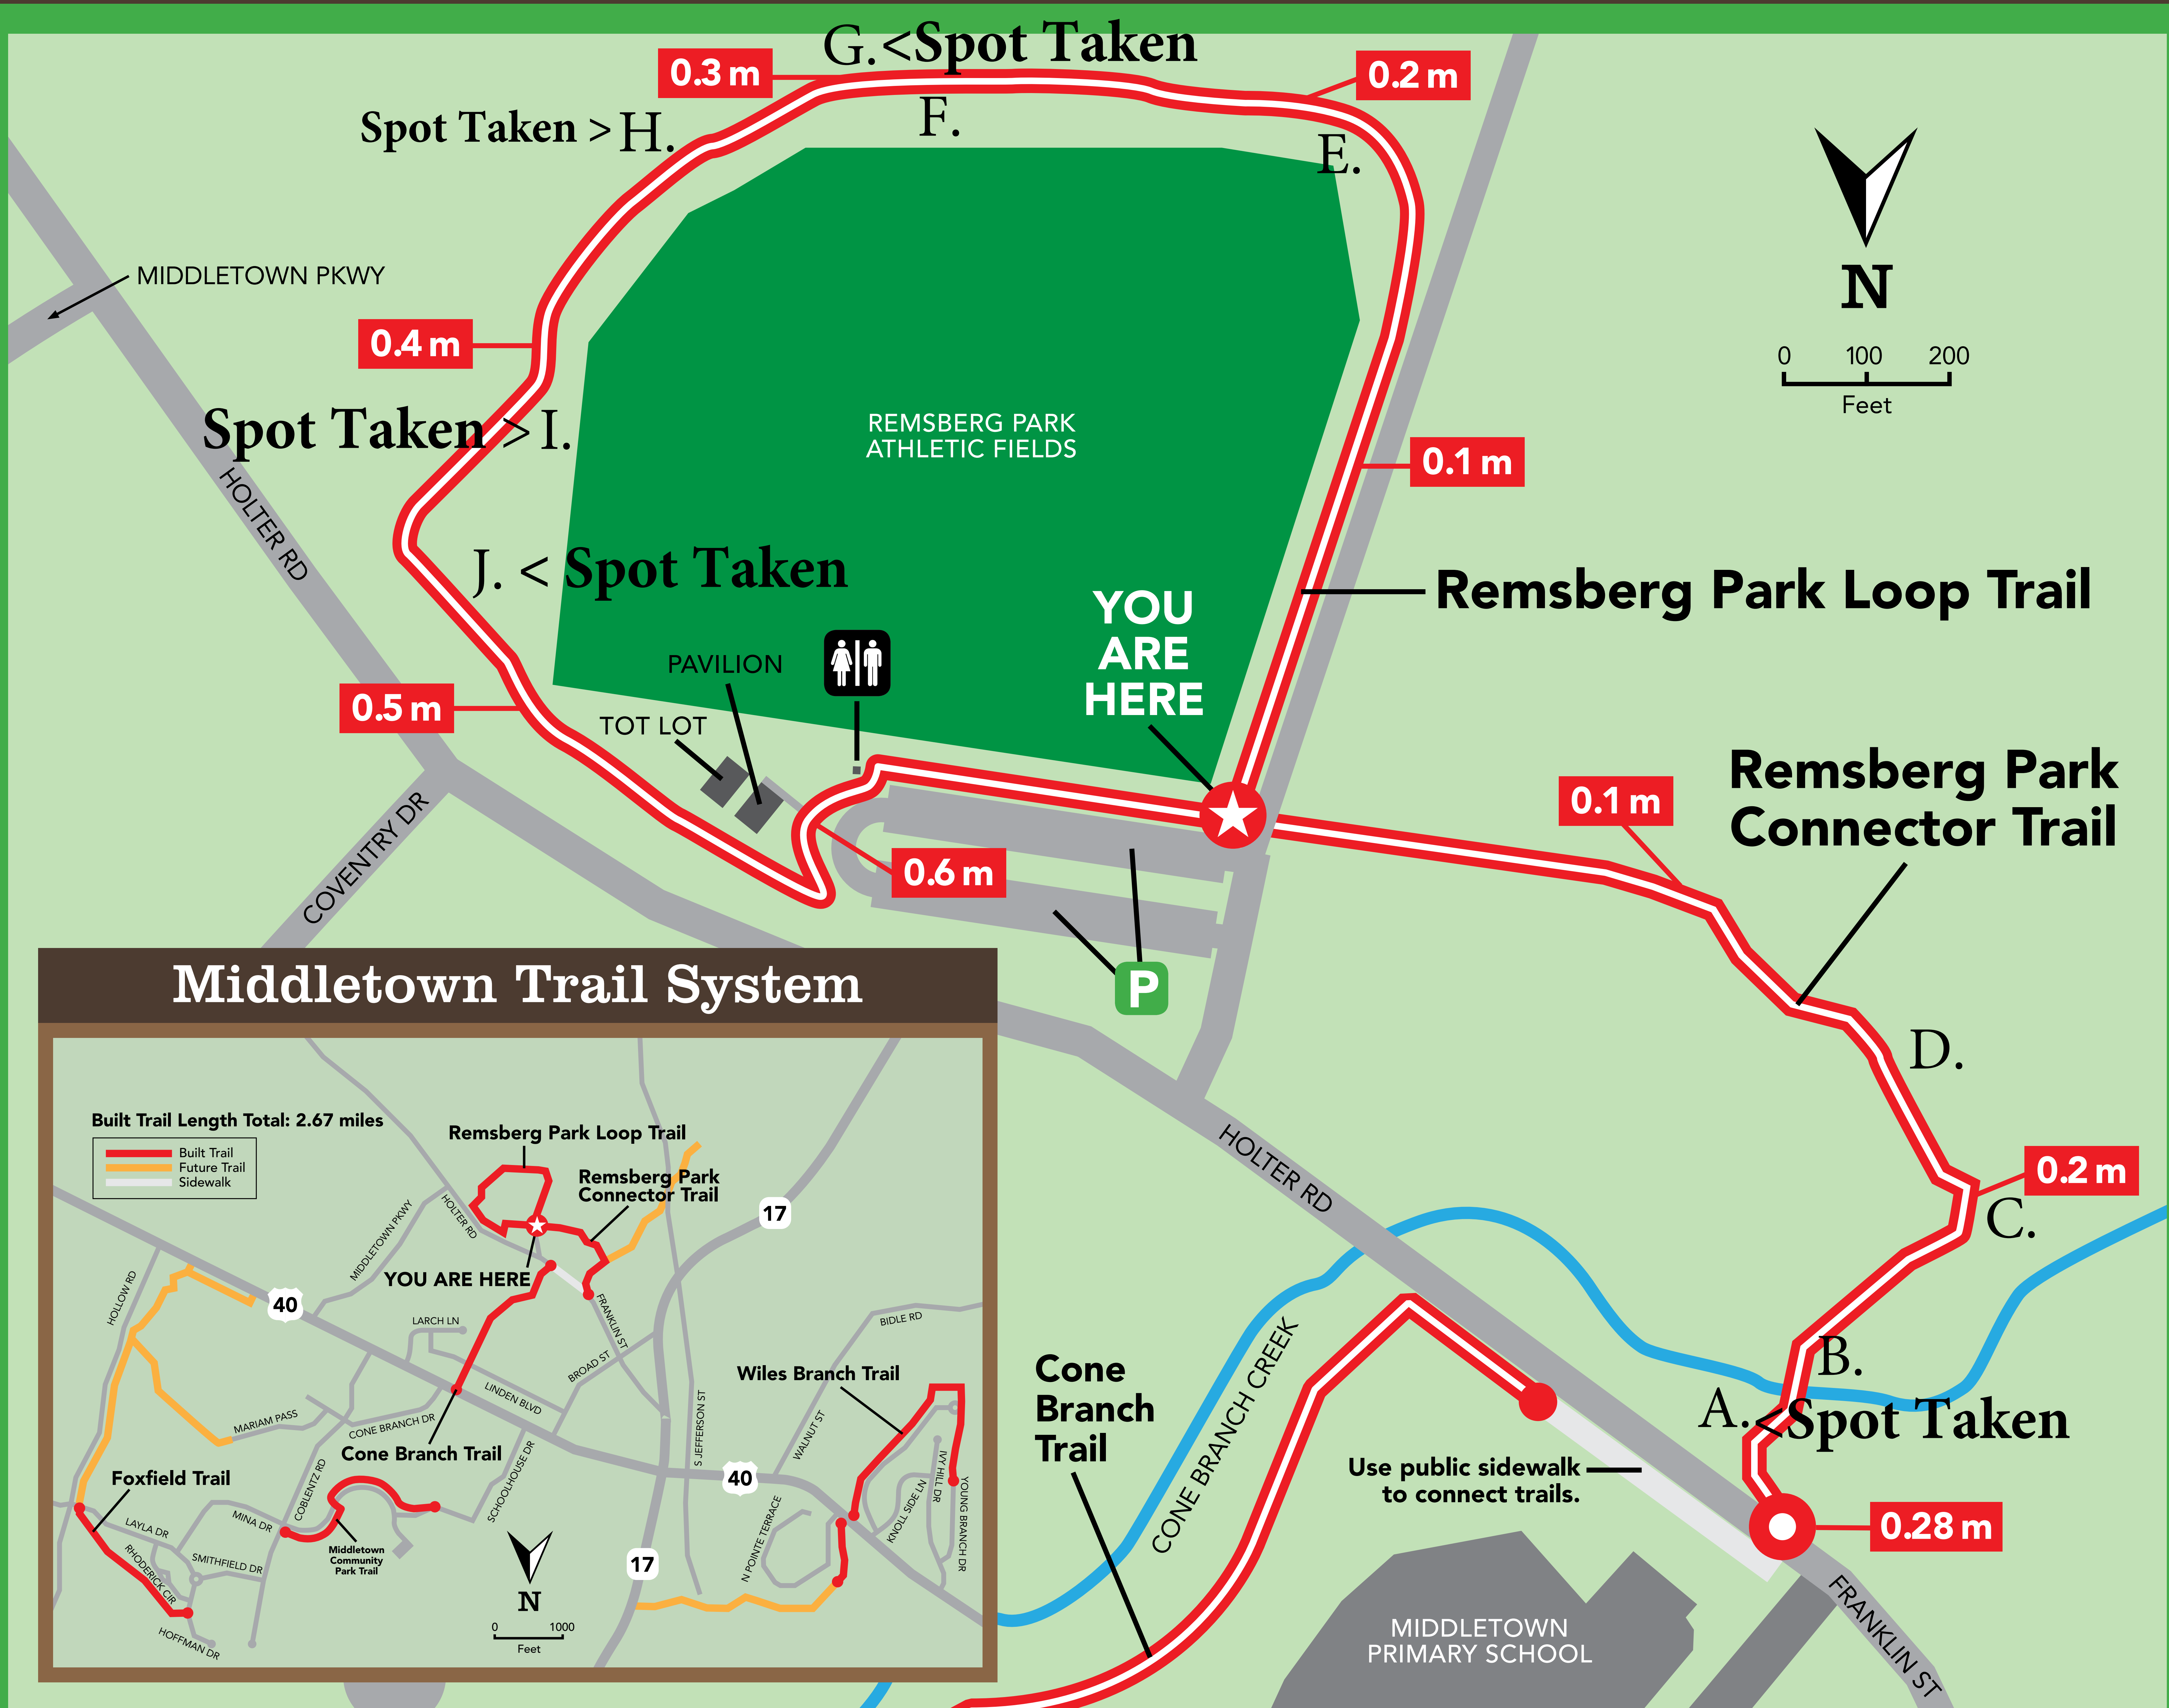 G.<Spot Taken
0.3 m
0.2 m
Spot Taken >H.
F.
E.
MIDDLETOWN PKWY
N
0.4 m
0 100 200
Feet
Spot Taken >I.
REMSBERG PARK
ATHLETIC FIELDS
0.1 m
HOLTER RD
J. < Spot Taken
YOU
ARE
HERE
Remsberg Park Loop Trail
PAVILION
TOT LOT
0.5 m
COVENTRY DR
0.6 m
0.1 m
Remsberg Park
Connector Trail
P
D.
HOLTER RD
0.2 m
C.
B.
A.<Spot Taken
Cone
Branch
Trail
CONE BRANCH CREEK
Use public sidewalk
to connect trails.
0.28 m
MIDDLETOWN
PRIMARY SCHOOL
FRANKLIN ST
Middletown Trail System
Built Trail Length Total: 2.67 miles
Built Trail
Future Trail
Sidewalk
Remsberg Park Loop Trail
Remsberg Park
Connector Trail
MIDDLETOWN PKWY
HOLTER RD
17
YOU ARE HERE
HOLLOW RD
40
LARCH LN
FRANKLIN ST
BIDLE RD
BROAD ST
LINDEN BLVD
Wiles Branch Trail
MARIAM PASS
CONE BRANCH DR
Cone Branch Trail
S JEFFERSON ST
WALNUT ST
Foxfield Trail
COBLENTZ RD
SCHOOLHOUSE DR
40
IVY HILL DR
KNOLL SIDE LN
YOUNG BRANCH DR
LAYLA DR
MINA DR
Middletown
Community
Park Trail
N POINTE TERRACE
RHODERICK CIR
SMITHFIELD DR
17
N
HOFFMAN DR
0 1000
Feet